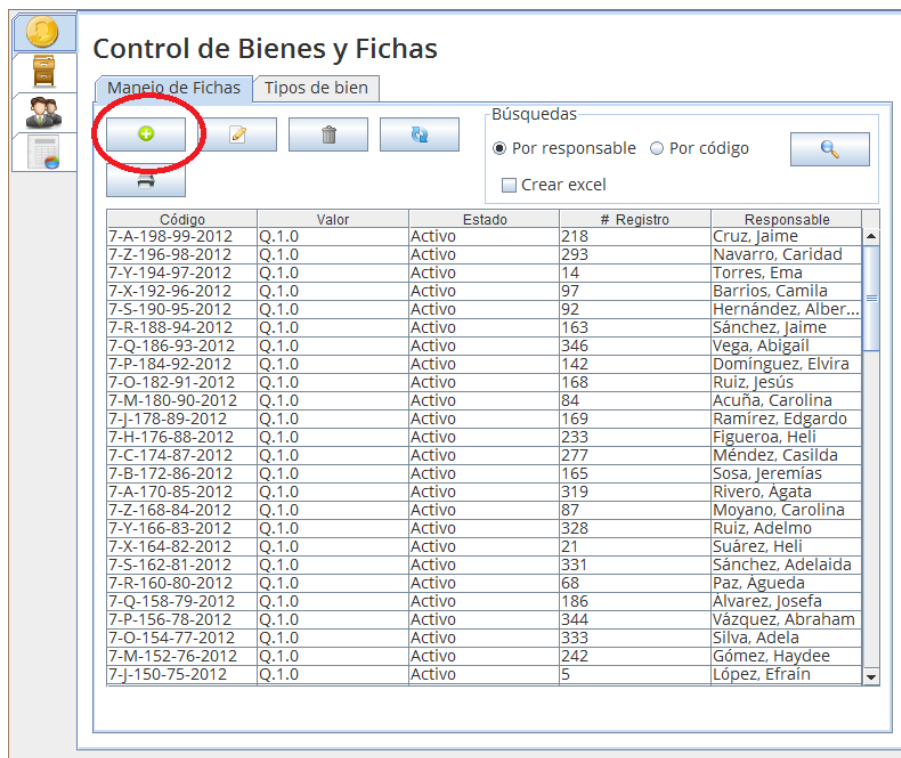 Control de Bienes y Fichas
Manejo de Fichas Tipos de bien
Búsquedas
Por responsable Por código
Crear excel
Código Valor Estado # Registro Responsable
7-A-198-99-2012 Q.1.0 Activo 218 Cruz, Jaime
7-Z-196-98-2012 Q.1.0 Activo 293 Navarro, Caridad
7-Y-194-97-2012 Q.1.0 Activo 14 Torres, Ema
7-X-192-96-2012 Q.1.0 Activo 97 Barrios, Camila
7-S-190-95-2012 Q.1.0 Activo 92 Hernández, Alber...
7-R-188-94-2012 Q.1.0 Activo 163 Sánchez, Jaime
7-Q-186-93-2012 Q.1.0 Activo 346 Vega, Abigaíl
7-P-184-92-2012 Q.1.0 Activo 142 Domínguez, Elvira
7-O-182-91-2012 Q.1.0 Activo 168 Ruiz, Jesús
7-M-180-90-2012 Q.1.0 Activo 84 Acuña, Carolina
7-J-178-89-2012 Q.1.0 Activo 169 Ramírez, Edgardo
7-H-176-88-2012 Q.1.0 Activo 233 Figueroa, Heli
7-C-174-87-2012 Q.1.0 Activo 277 Méndez, Casilda
7-B-172-86-2012 Q.1.0 Activo 165 Sosa, Jeremías
7-A-170-85-2012 Q.1.0 Activo 319 Rivero, Ágata
7-Z-168-84-2012 Q.1.0 Activo 87 Moyano, Carolina
7-Y-166-83-2012 Q.1.0 Activo 328 Ruiz, Adelmo
7-X-164-82-2012 Q.1.0 Activo 21 Suárez, Heli
7-S-162-81-2012 Q.1.0 Activo 331 Sánchez, Adelaida
7-R-160-80-2012 Q.1.0 Activo 68 Paz, Águeda
7-Q-158-79-2012 Q.1.0 Activo 186 Álvarez, Josefa
7-P-156-78-2012 Q.1.0 Activo 344 Vázquez, Abraham
7-O-154-77-2012 Q.1.0 Activo 333 Silva, Adela
7-M-152-76-2012 Q.1.0 Activo 242 Gómez, Haydee
7-J-150-75-2012 Q.1.0 Activo 5 López, Efraín